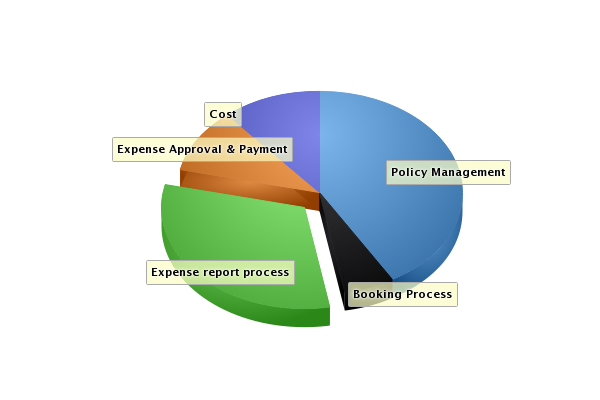 Cost
Expense Approval & Payment
Policy Management
Expense report process
Booking Process